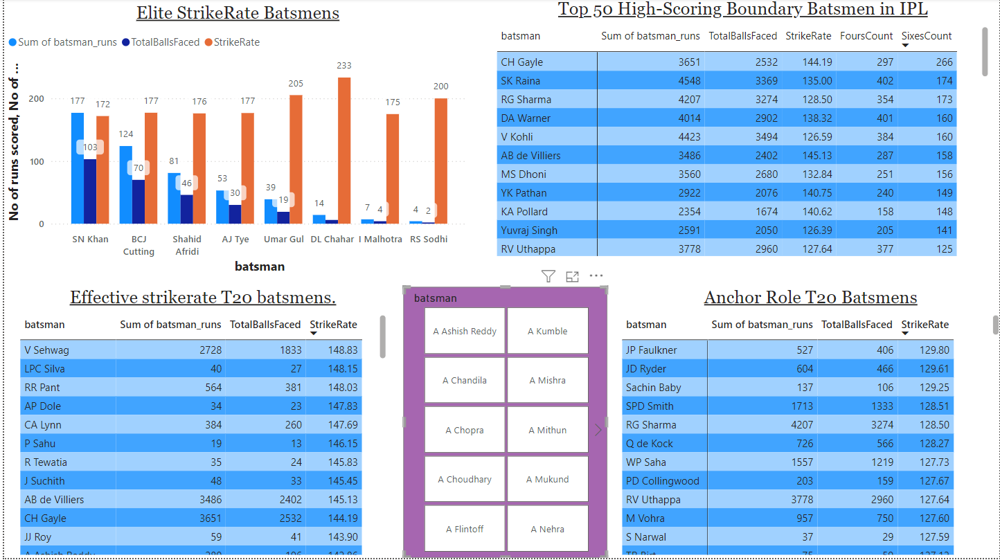 Elite StrikeRate Batsmens
Sum of batsman_runs TotalBallsFaced StrikeRate
No of runs scored, No of ...
200
100
0
177 103 172
124 70 177
81 46 176
53 30 177
39 19 205
14 233
7 4 175
4 2 200
SN Khan BCJ Cutting Shahid Afridi AJ Tye Umar Gul DL Chahar I Malhotra RS Sodhi
batsman
Top 50 High-Scoring Boundary Batsmen in IPL
batsman Sum of batsman_runs TotalBallsFaced StrikeRate FoursCount SixesCount
CH Gayle 3651 2532 144.19 297 266
SK Raina 4548 3369 135.00 402 174
RG Sharma 4207 3274 128.50 354 173
DA Warner 4014 2902 138.32 401 160
V Kohli 4423 3494 126.59 384 160
AB de Villiers 3486 2402 145.13 287 158
MS Dhoni 3560 2680 132.84 251 156
YK Pathan 2922 2076 140.75 240 149
KA Pollard 2354 1674 140.62 158 148
Yuvraj Singh 2591 2050 126.39 205 141
RV Uthappa 3778 2960 127.64 377 125
Effective strikerate T20 batsmens.
batsman Sum of batsman_runs TotalBallsFaced StrikeRate
V Sehwag 2728 1833 148.83
LPC Silva 40 27 148.15
RR Pant 564 381 148.03
AP Dole 34 23 147.83
CA Lynn 384 260 147.69
P Sahu 19 13 146.15
R Tewatia 35 24 145.83
J Suchith 48 33 145.45
AB de Villiers 3486 2402 145.13
CH Gayle 3651 2532 144.19
JJ Roy 59 41 143.90
batsman
A Ashish Reddy A Kumble
A Chandila A Mishra
A Chopra A Mithun
A Choudhary A Mukund
A Flintoff A Nehra
Anchor Role T20 Batsmens
batsman Sum of batsman_runs TotalBallsFaced StrikeRate
JP Faulkner 527 406 129.80
JD Ryder 604 466 129.61
Sachin Baby 137 106 129.25
SPD Smith 1713 1333 128.51
RG Sharma 4207 3274 128.50
Q de Kock 726 566 128.27
WP Saha 1557 1219 127.73
PD Collingwood 203 159 127.67
RV Uthappa 3778 2960 127.64
M Vohra 957 750 127.60
S Narwal 37 29 127.59